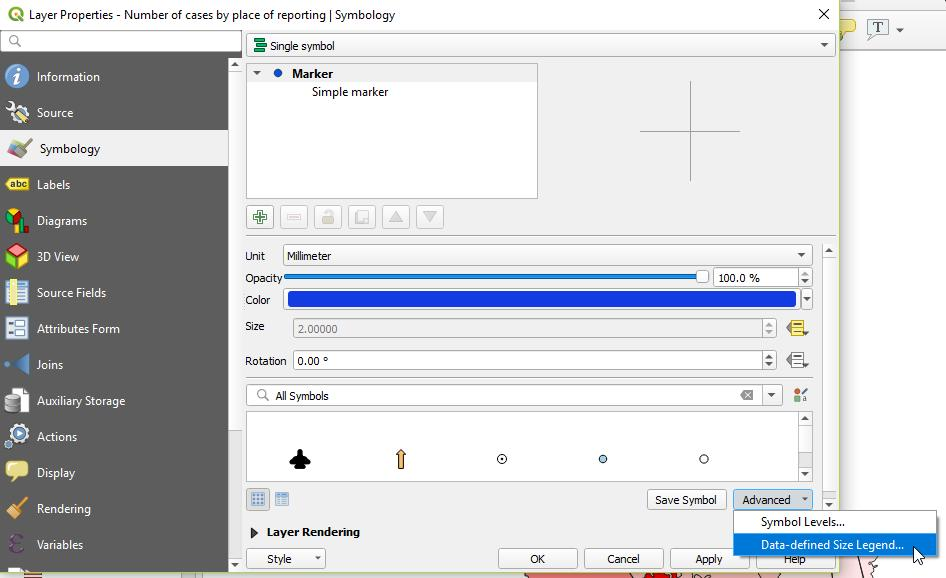 Layer Properties - Number of cases by place of reporting | Symbology
Single symbol
T
Information
Source
Symbology
abc Labels
Diagrams
3D View
Source Fields
Attributes Form
Joins
Auxiliary Storage
Actions
Display
Rendering
Variables
Marker
Simple marker
Unit Millimeter
Opacity 100.0 %
Color
Size 2.00000
Rotation 0.00 °
All Symbols
a
Save Symbol Advanced
Symbol Levels...
Data-defined Size Legend...
Layer Rendering
Style OK Cancel Apply Help